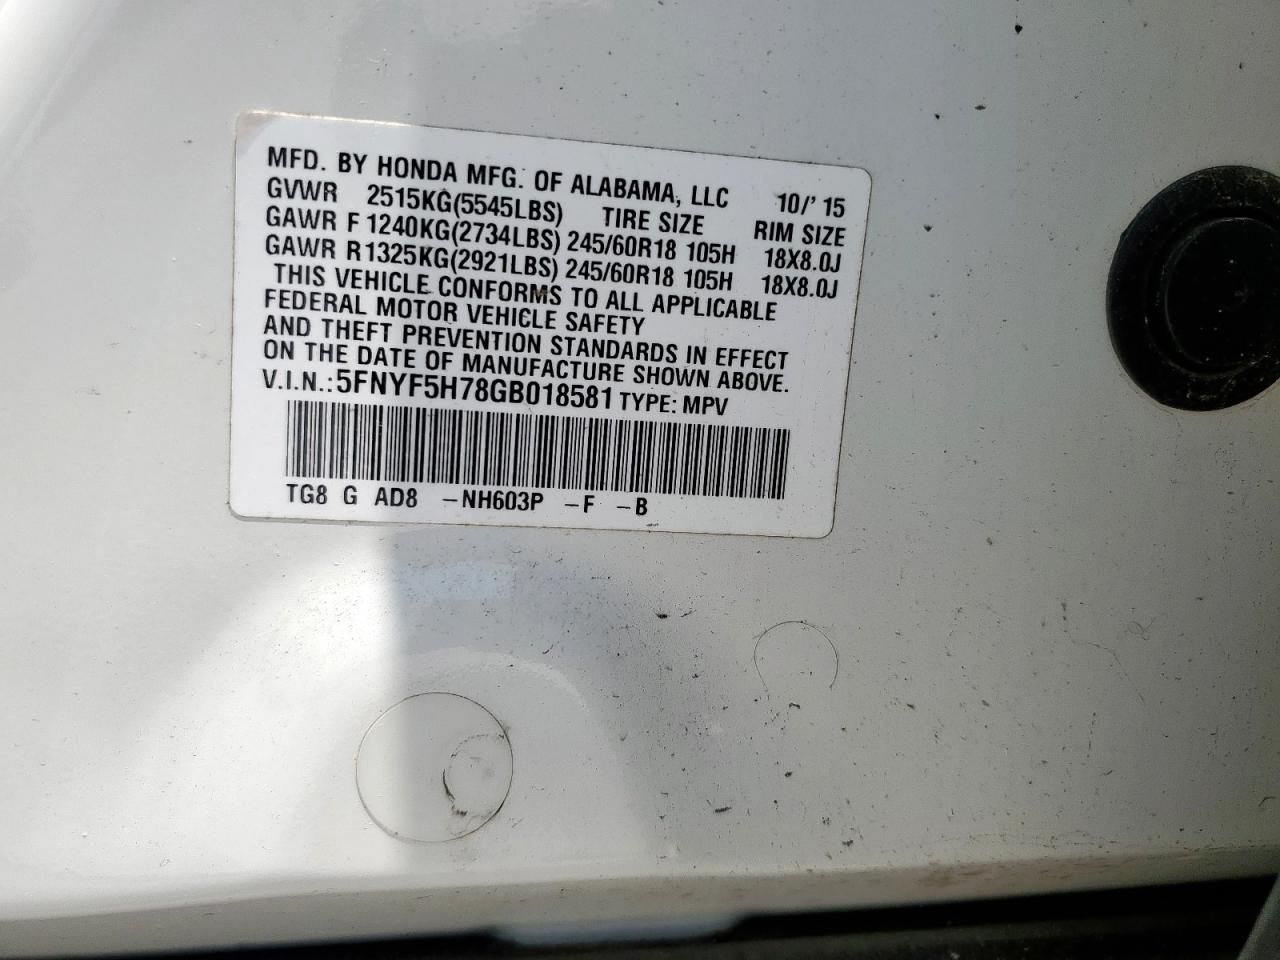 MFD. BY HONDA MFG. OF ALABAMA, LLC 10/' 15
GVWR 2515KG(5545LBS) TIRE SIZE RIM SIZE
GAWR F 1240KG(2734LBS) 245/60R18 105H 18X8.0J
GAWR R1325KG(2921LBS) 245/60R18 105H 18X8.0J
THIS VEHICLE CONFORMS TO ALL APPLICABLE
FEDERAL MOTOR VEHICLE SAFETY
AND THEFT PREVENTION STANDARDS IN EFFECT
ON THE DATE OF MANUFACTURE SHOWN ABOVE.
V.I.N.: 5FNYF5H78GB018581 TYPE: MPV
TG8 G AD8 –NH603P –F –B